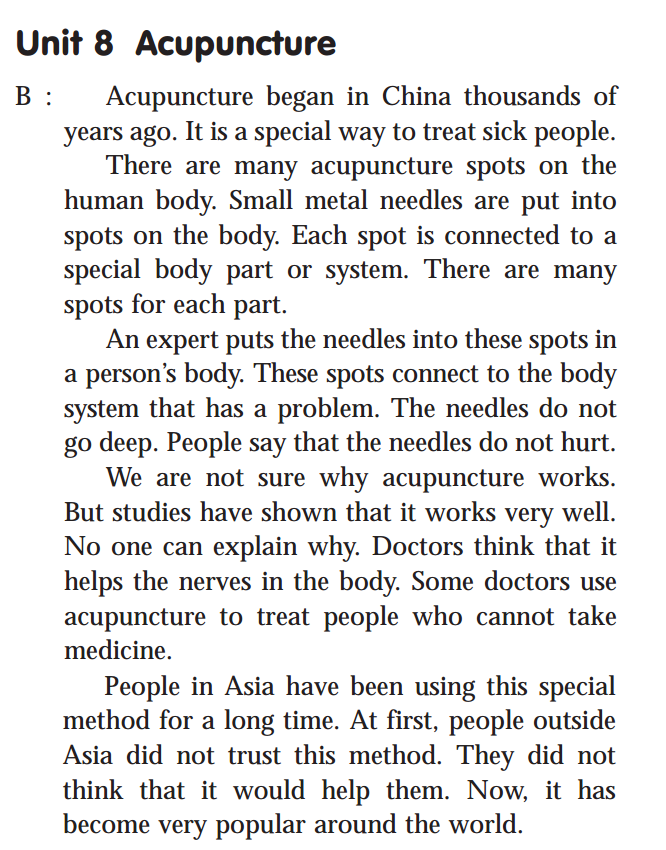 Unit 8 Acupuncture
B : Acupuncture began in China thousands of
years ago. It is a special way to treat sick people.
There are many acupuncture spots on the
human body. Small metal needles are put into
spots on the body. Each spot is connected to a
special body part or system. There are many
spots for each part.
An expert puts the needles into these spots in
a person's body. These spots connect to the body
system that has a problem. The needles do not
go deep. People say that the needles do not hurt.
We are not sure why acupuncture works.
But studies have shown that it works very well.
No one can explain why. Doctors think that it
helps the nerves in the body. Some doctors use
acupuncture to treat people who cannot take
medicine.
People in Asia have been using this special
method for a long time. At first, people outside
Asia did not trust this method. They did not
think that it would help them. Now, it has
become very popular around the world.